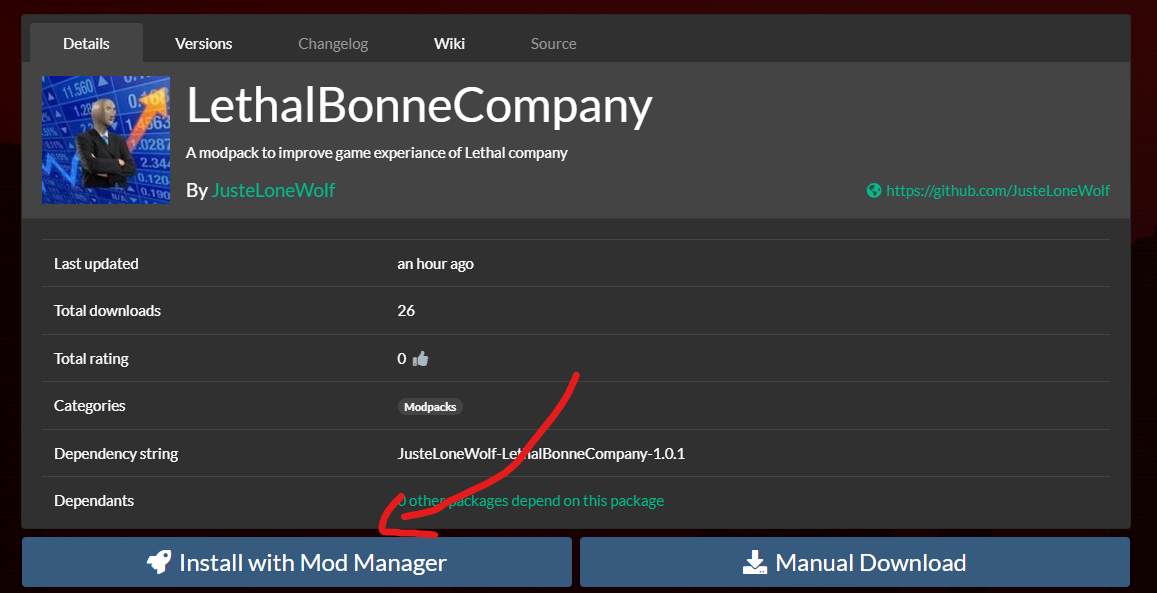 Details Versions Changelog Wiki Source
LethalBonneCompany
A modpack to improve game experiance of Lethal company
By JusteLoneWolf https://github.com/JusteLoneWolf
Last updated an hour ago
Total downloads 26
Total rating 0
Categories Modpacks
Dependency string JusteLoneWolf-LethalBonneCompany-1.0.1
Dependants 0 other packages depend on this package
Install with Mod Manager Manual Download